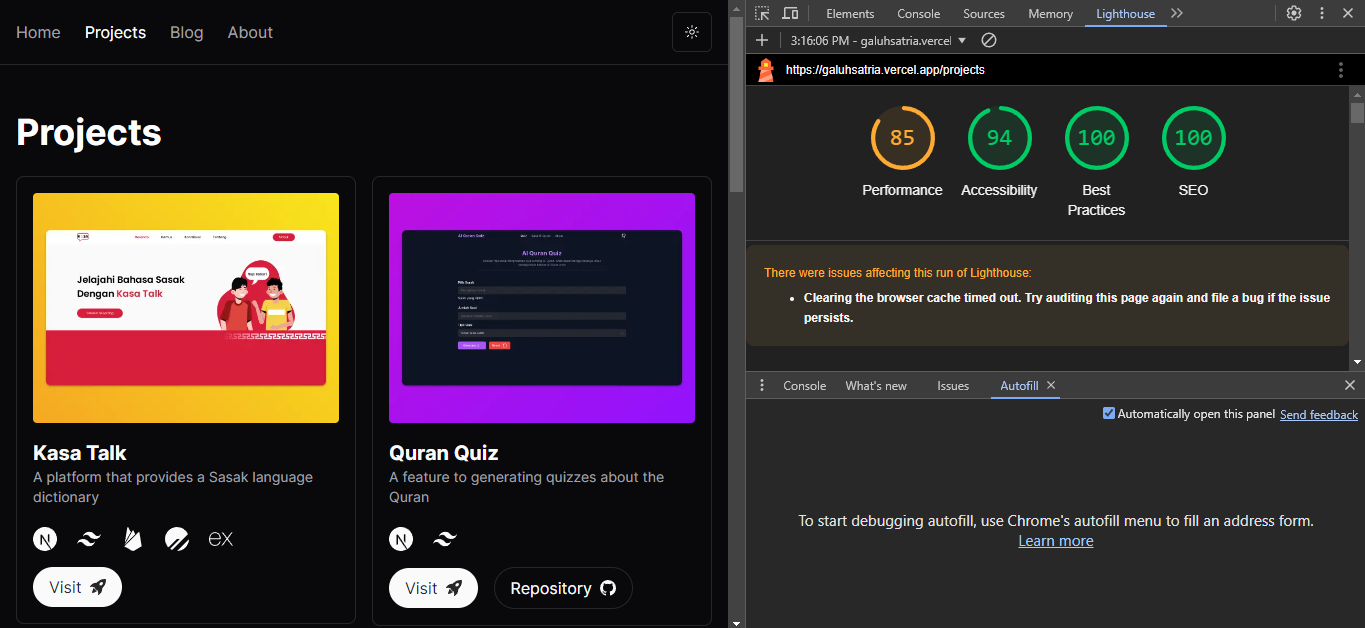 Home Projects Blog About
Projects
Jelajahi Bahasa Sasak
Dengan Kasa Talk
Al Quran Quiz
Al Quran Quiz
Kasa Talk
A platform that provides a Sasak language
dictionary
N
EX
Visit
Quran Quiz
A feature to generating quizzes about the
Quran
N
Visit
Repository
Elements Console Sources Memory Lighthouse
3:16:06 PM - galuhsatria.vercel
https://galuhsatria.vercel.app/projects
85
94
100
100
Performance
Accessibility
Best
Practices
SEO
There were issues affecting this run of Lighthouse:
• Clearing the browser cache timed out. Try auditing this page again and file a bug if the issue
persists.
Console What's new Issues Autofill
Automatically open this panel Send feedback
To start debugging autofill, use Chrome's autofill menu to fill an address form.
Learn more